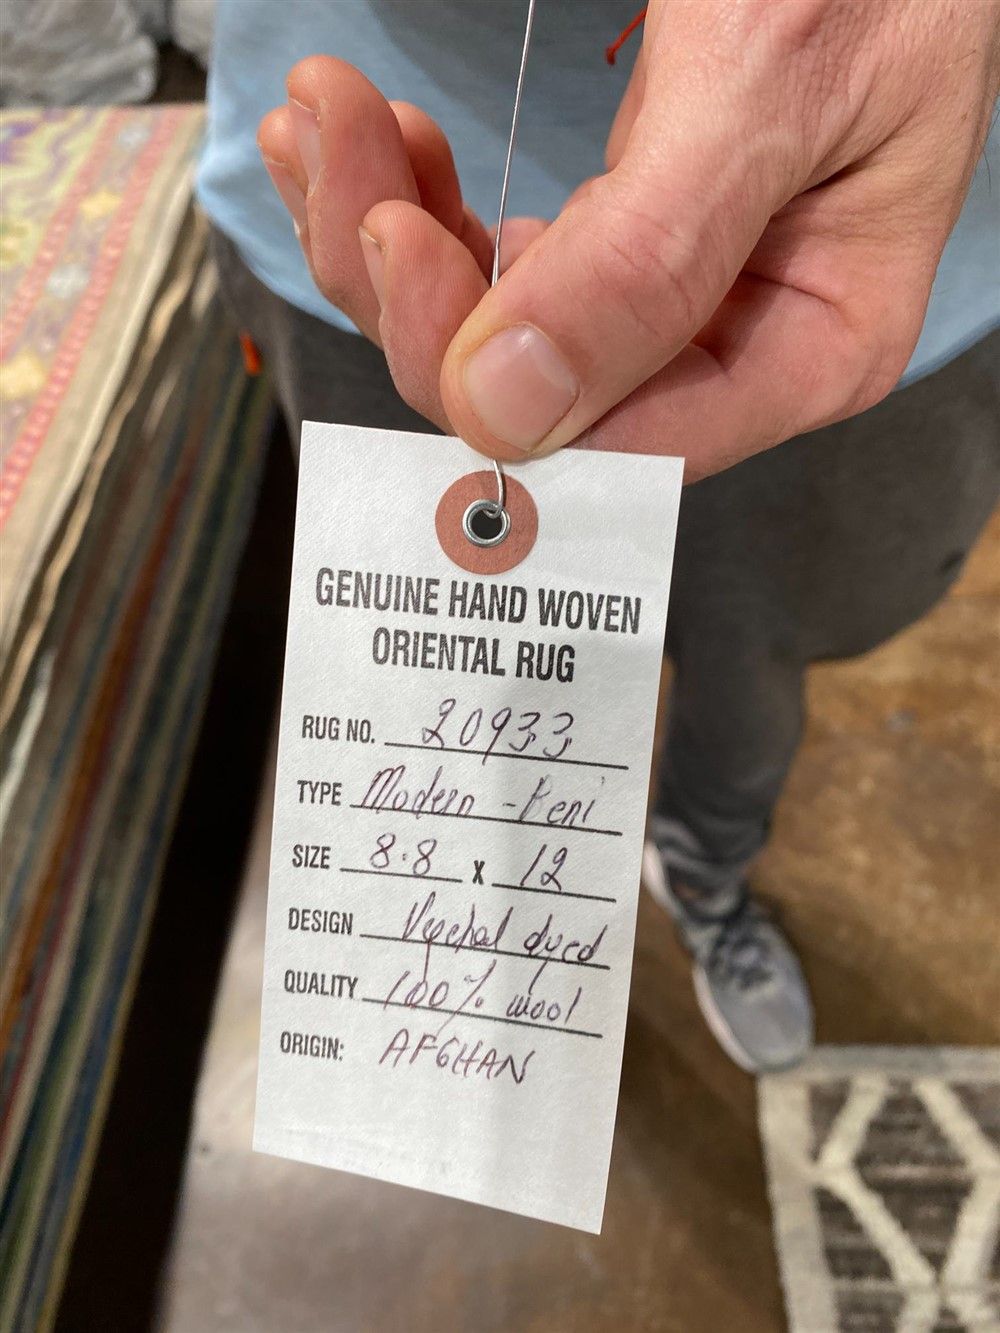 GENUINE HAND WOVEN
ORIENTAL RUG
RUG NO. 20933
TYPE Modern - Beni
SIZE 8.8 x 12
DESIGN dyed
QUALITY 100% wool
ORIGIN: AFGHAN